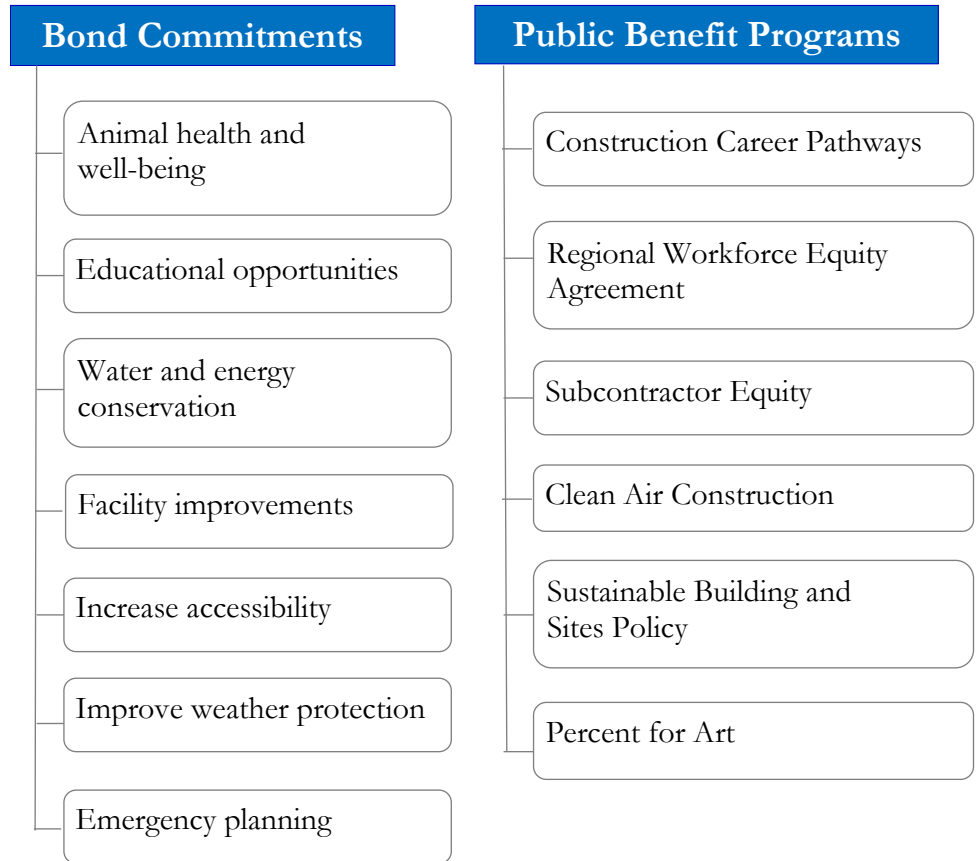 Bond Commitments
Animal health and
well-being
Educational opportunities
Water and energy
conservation
Facility improvements
Increase accessibility
Improve weather protection
Emergency planning
Public Benefit Programs
Construction Career Pathways
Regional Workforce Equity
Agreement
Subcontractor Equity
Clean Air Construction
Sustainable Building and
Sites Policy
Percent for Art